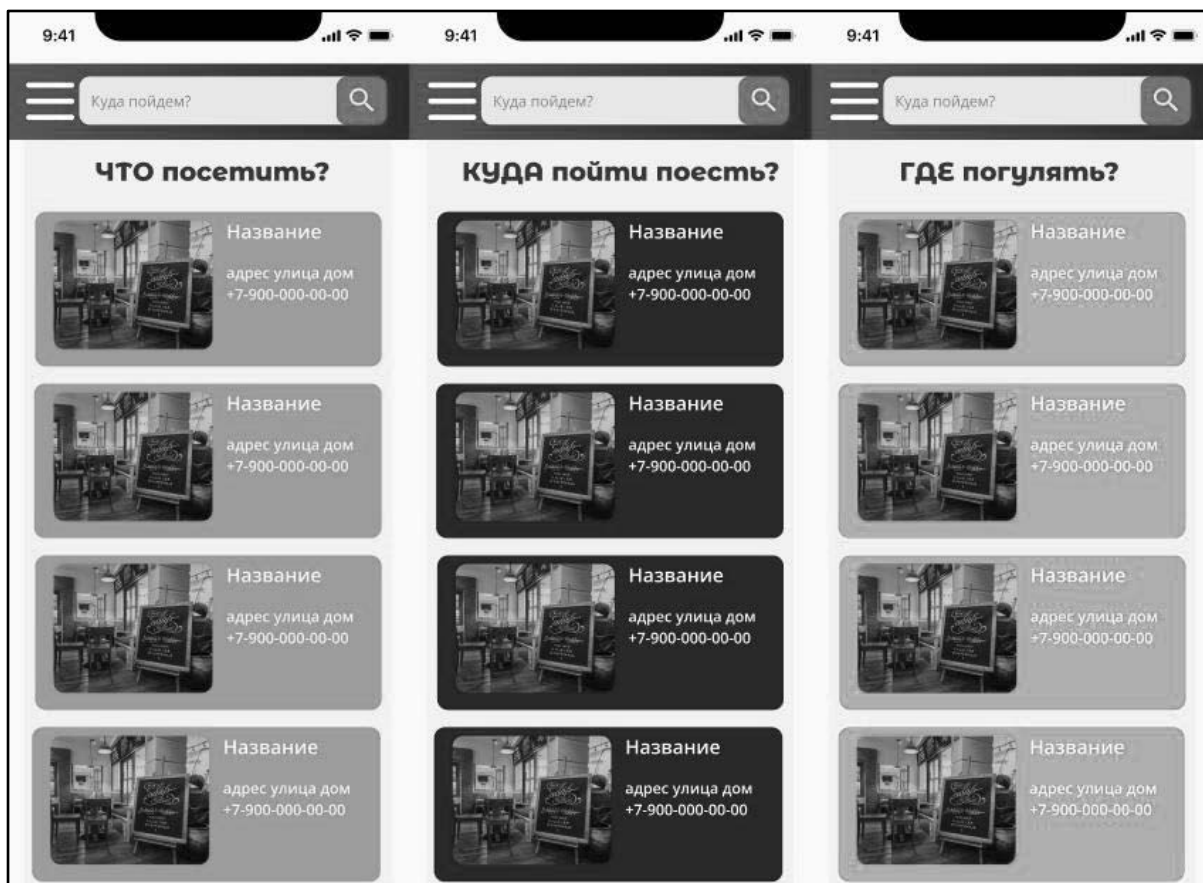 9:41
Куда пойдем?
ЧТО посетить?
Название
адрес улица дом
+7-900-000-00-00
Название
адрес улица дом
+7-900-000-00-00
Название
адрес улица дом
+7-900-000-00-00
Название
адрес улица дом
+7-900-000-00-00
9:41
Куда пойдем?
КУДА пойти поесть?
Название
адрес улица дом
+7-900-000-00-00
Название
адрес улица дом
+7-900-000-00-00
Название
адрес улица дом
+7-900-000-00-00
Название
адрес улица дом
+7-900-000-00-00
9:41
Куда пойдем?
ГДЕ погулять?
Название
адрес улица дом
+7-900-000-00-00
Название
адрес улица дом
+7-900-000-00-00
Название
адрес улица дом
+7-900-000-00-00
Название
адрес улица дом
+7-900-000-00-00